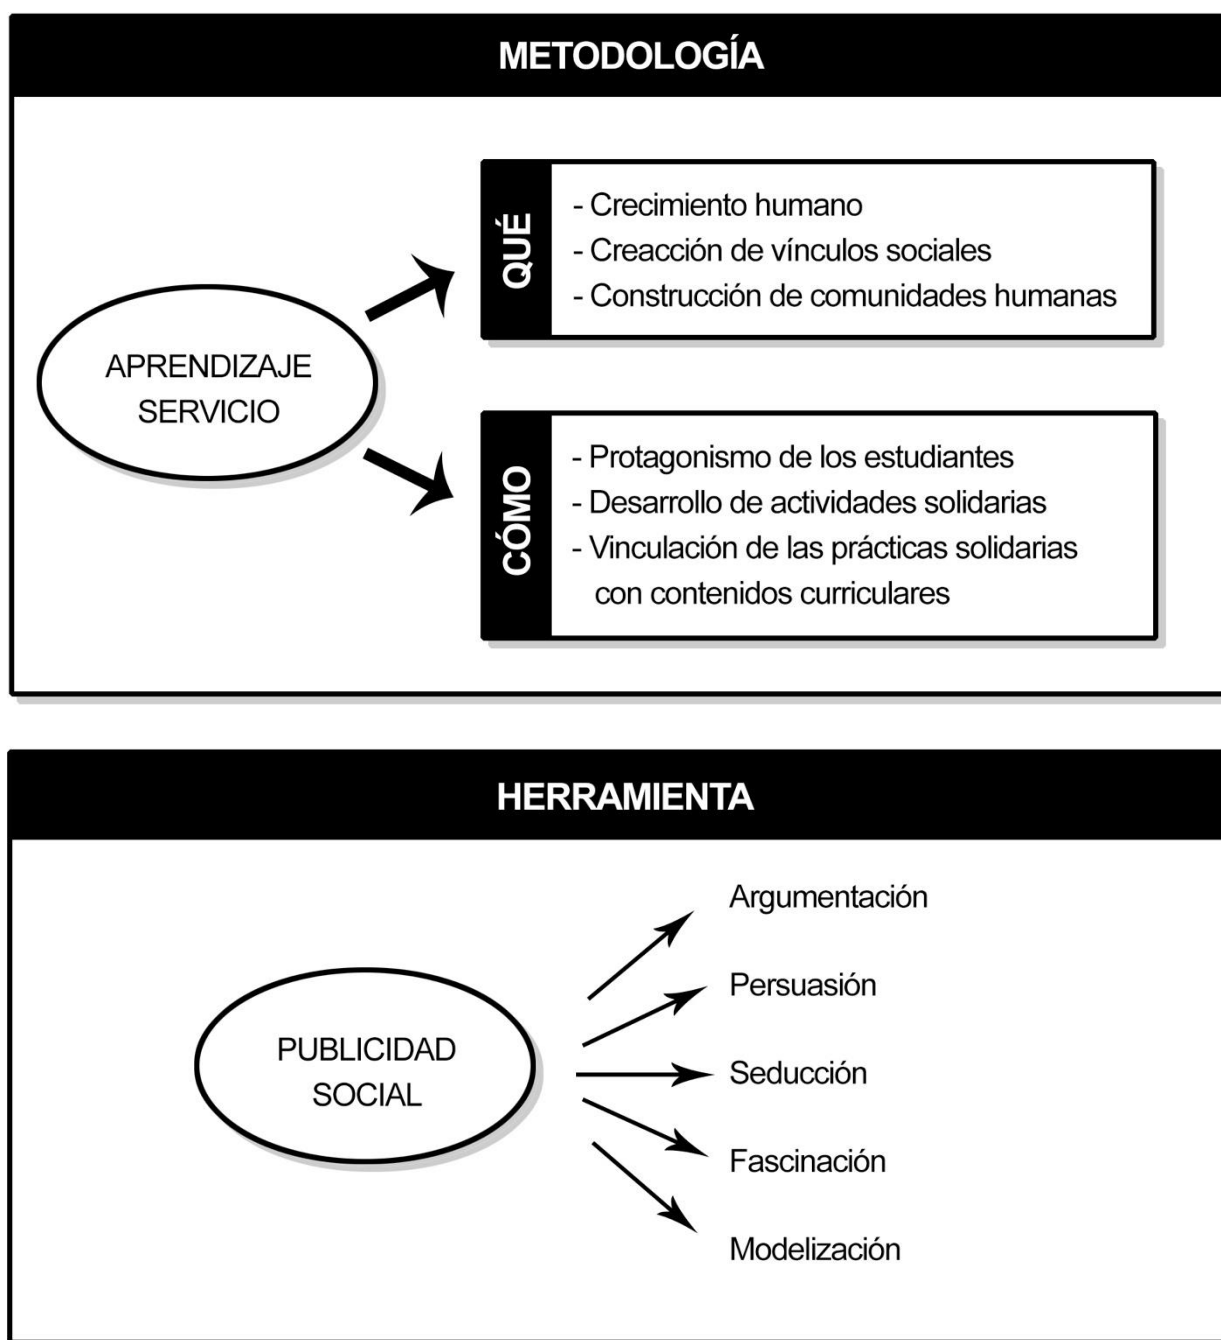 METODOLOGÍA
APRENDIZAJE
SERVICIO
QUÉ
- Crecimiento humano
- Creacción de vínculos sociales
- Construcción de comunidades humanas
CÓMO
- Protagonismo de los estudiantes
- Desarrollo de actividades solidarias
- Vinculación de las prácticas solidarias
con contenidos curriculares
HERRAMIENTA
PUBLICIDAD
SOCIAL
Argumentación
Persuasión
Seducción
Fascinación
Modelización